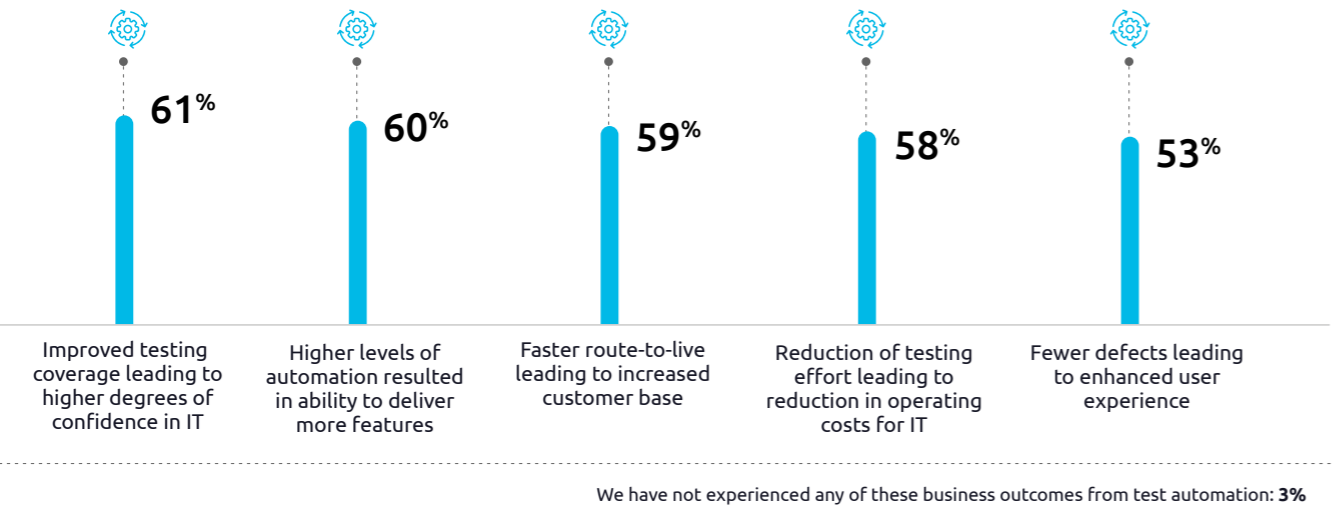 61%
60%
59%
58%
53%
Improved testing
coverage leading to
higher degrees of
confidence in IT
Higher levels of
automation resulted
in ability to deliver
more features
Faster route-to-live
leading to increased
customer base
Reduction of testing
effort leading to
reduction in operating
costs for IT
Fewer defects leading
to enhanced user
experience
We have not experienced any of these business outcomes from test automation: 3%